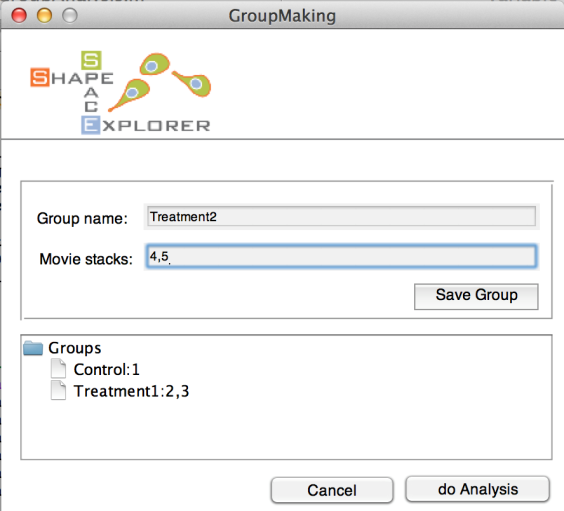 GroupMaking
SHAPE
SPACE
EXPLORER
Group name: Treatment2
Movie stacks: 4,5
Save Group
Groups
Control:1
Treatment1:2,3
Cancel do Analysis